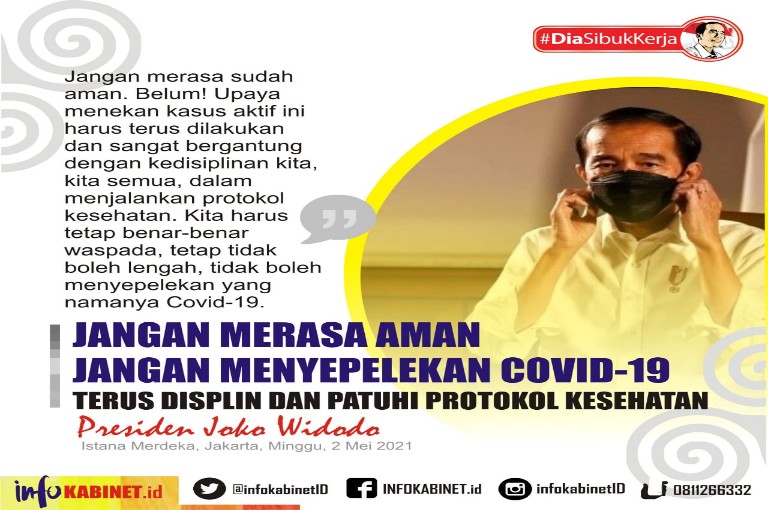 #DiaSibukKerja
Jangan merasa sudah
aman. Belum! Upaya
menekan kasus aktif ini
harus terus dilakukan
dan sangat bergantung
dengan kedisiplinan kita,
kita semua, dalam
menjalankan protokol
kesehatan. Kita harus
tetap benar-benar
waspada, tetap tidak
boleh lengah, tidak boleh
menyepelekan yang
namanya Covid-19.
JANGAN MERASA AMAN
JANGAN MENYEPELEKAN COVID-19
TERUS DISPLIN DAN PATUHI PROTOKOL KESEHATAN
Presiden Joko Widodo
Istana Merdeka, Jakarta, Minggu, 2 Mei 2021
info KABINET.id @infokabinetID INFOKABINET.id infokabinetID 0811266332